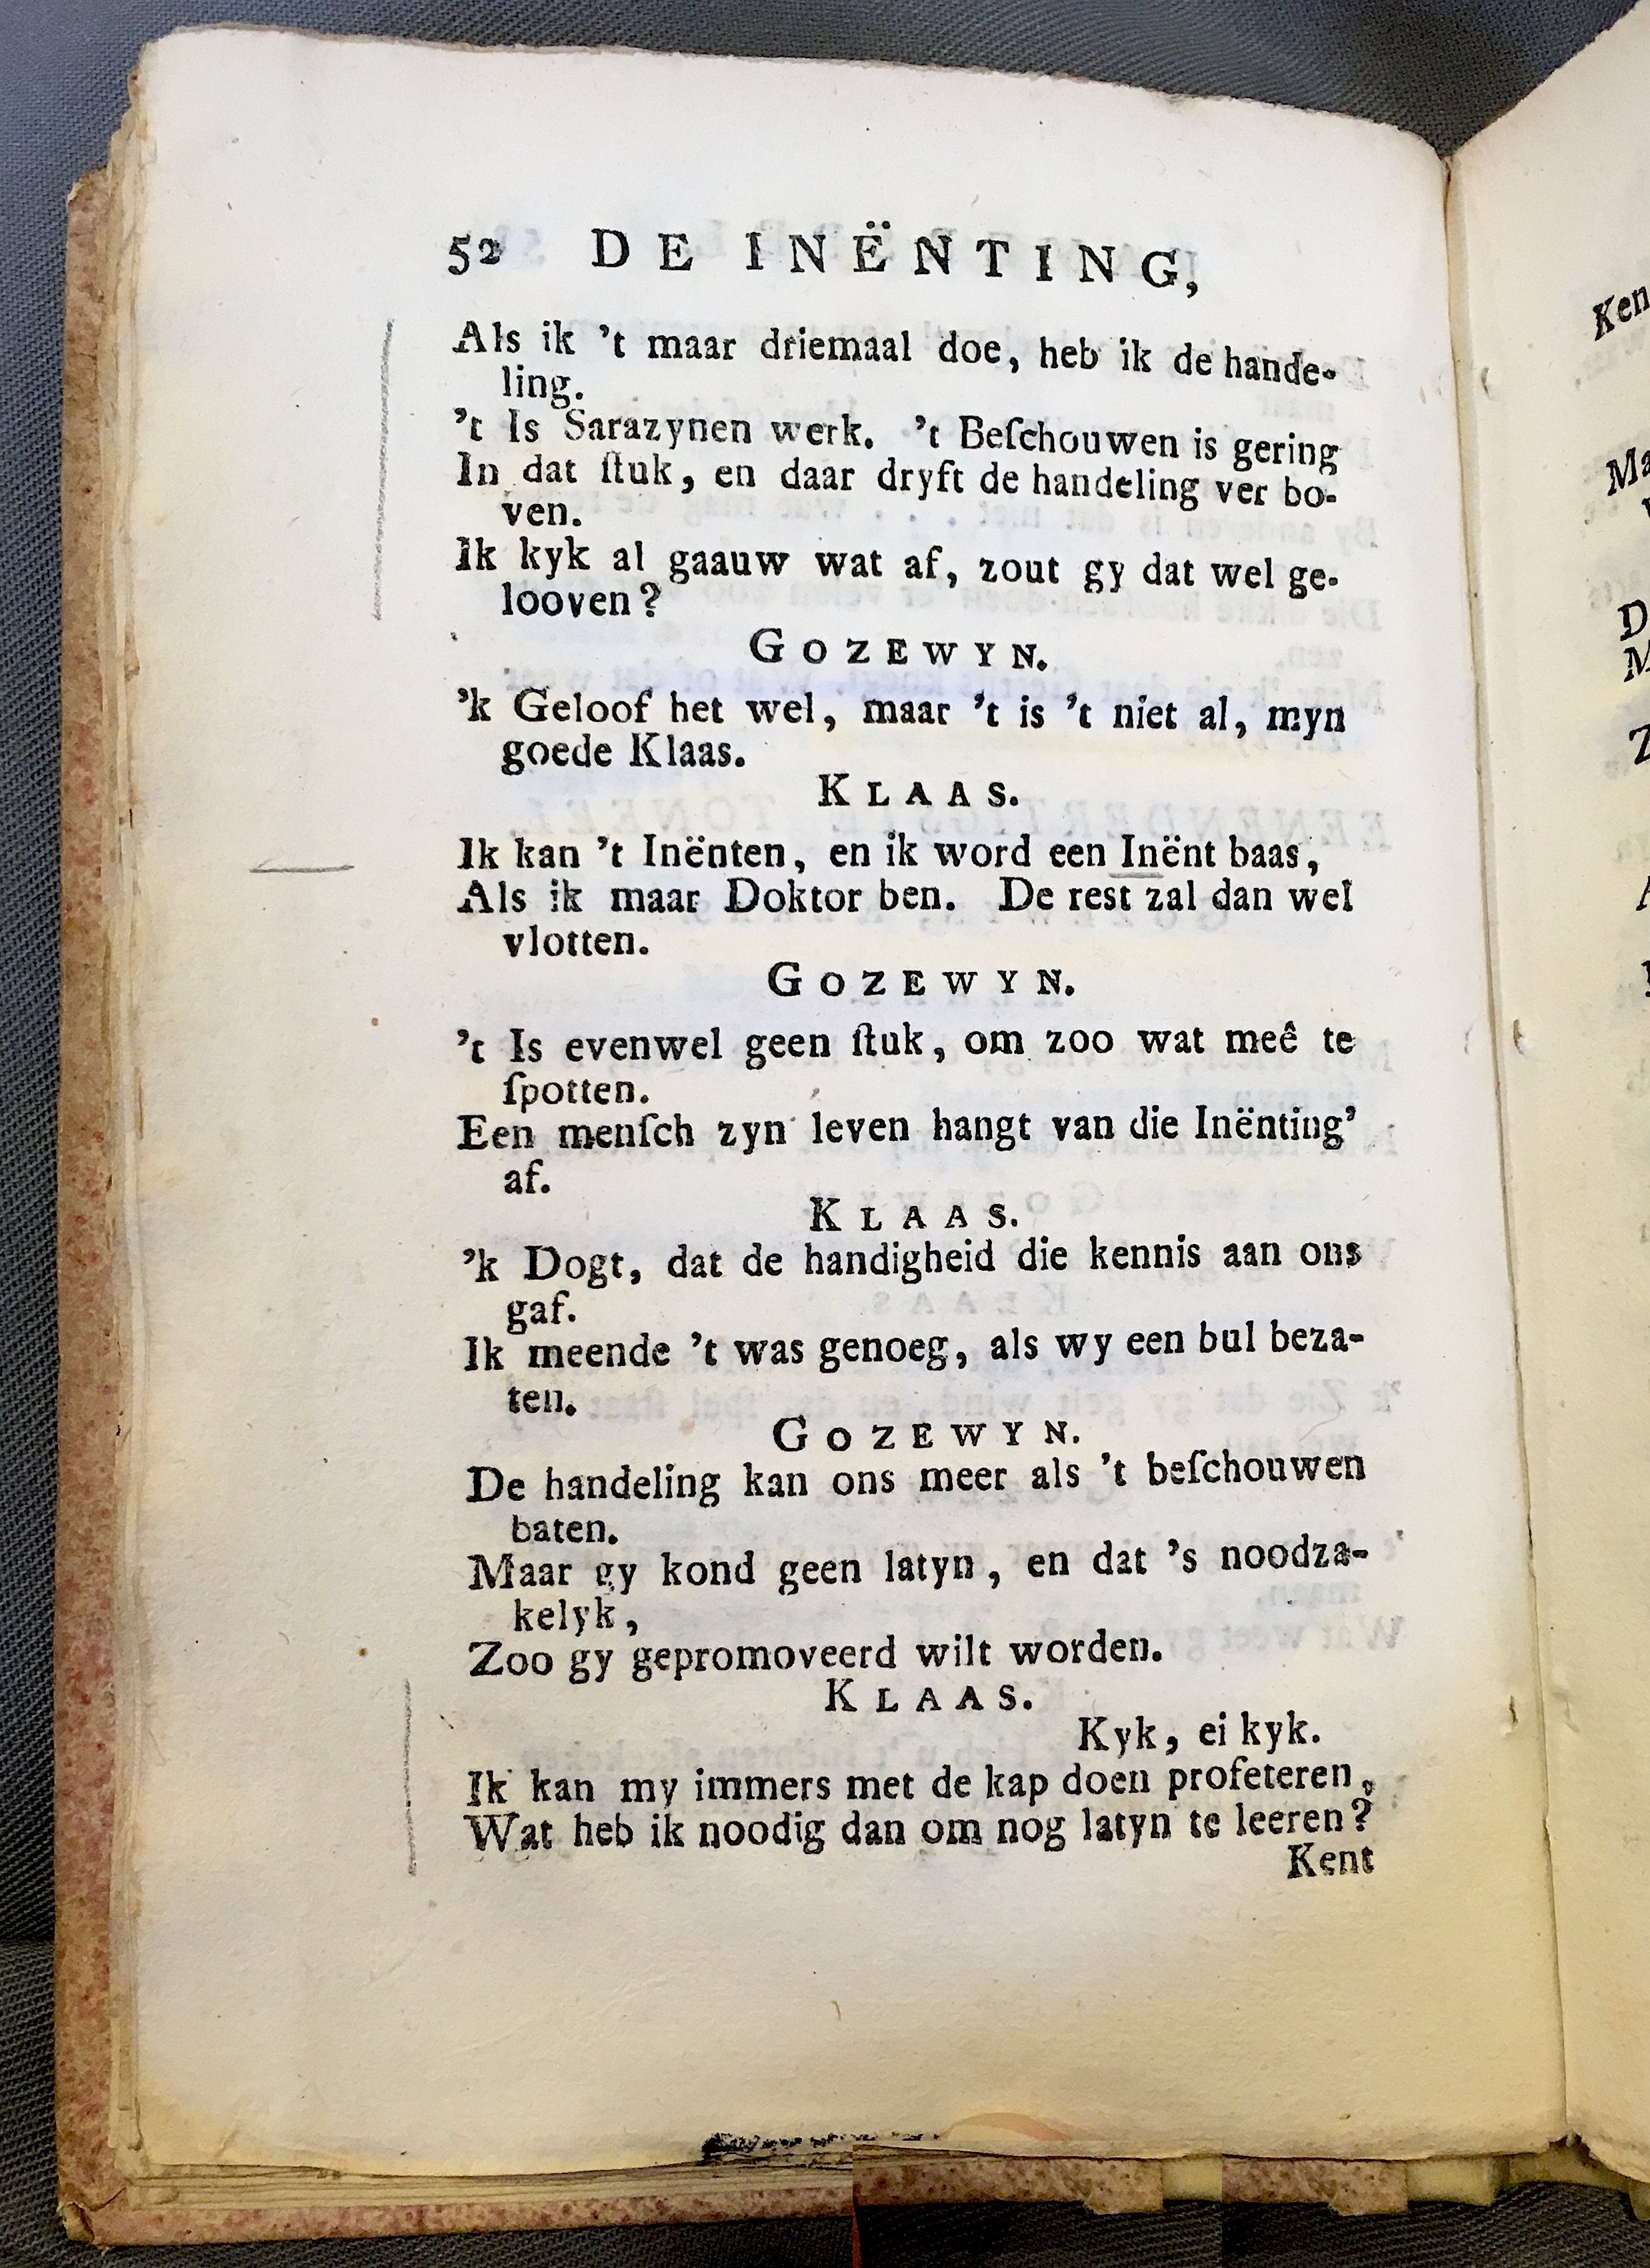 52 DE INËNTING,
Als ik 't maar driemaal doe, heb ik de hande-
ling.
't Is Sarazynen werk. 't Beſchouwen is gering
In dat ſtuk, en daar dryft de handeling ver bo-
ven.
Ik kyk al gaauw wat af, zout gy dat wel ge-
looven?
GOZEWYN.
'k Geloof het wel, maar 't is 't niet al, myn
goede Klaas.
KLAAS.
Ik kan 't Inënten, en ik word een Inënt baas,
Als ik maar Doktor ben. De rest zal dan wel
vlotten.
GOZEWYN.
't Is evenwel geen ſtuk, om zoo wat meê te
ſpotten.
Een menſch zyn leven hangt van die Inënting'
af.
KLAAS.
'k Dogt, dat de handigheid die kennis aan ons
gaf.
Ik meende 't was genoeg, als wy een bul beza-
ten.
GOZEWYN.
De handeling kan ons meer als 't beſchouwen
baten.
Maar gy kond geen latyn, en dat 's noodza-
kelyk,
Zoo gy gepromoveerd wilt worden.
KLAAS.
Kyk, ei kyk.
Ik kan my immers met de kap doen profeteren,
Wat heb ik noodig dan om nog latyn te leeren?
Kent